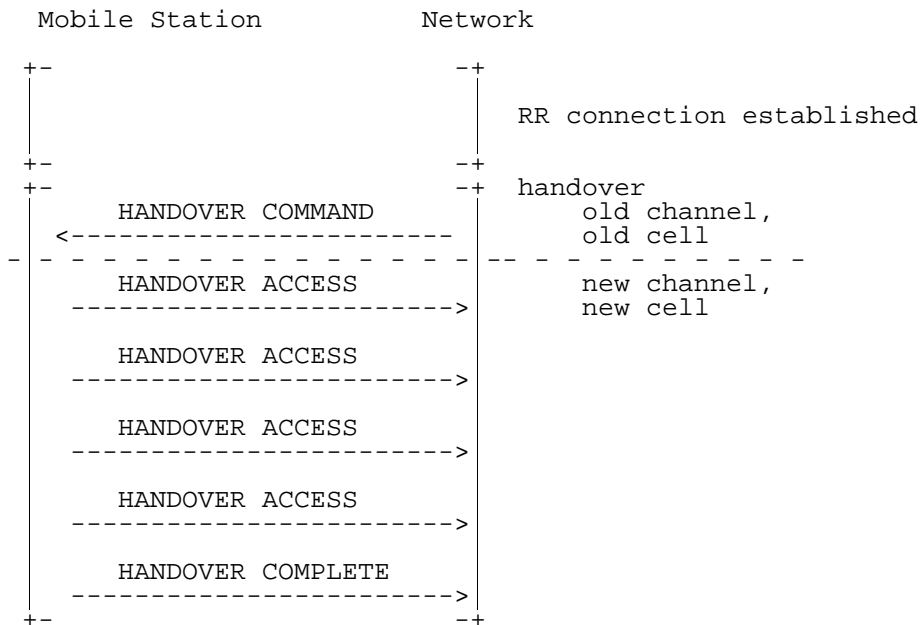 Mobile Station Network
RR connection established
handover
HANDOVER COMMAND old channel,
old cell
HANDOVER ACCESS new channel,
new cell
HANDOVER ACCESS
HANDOVER ACCESS
HANDOVER ACCESS
HANDOVER COMPLETE